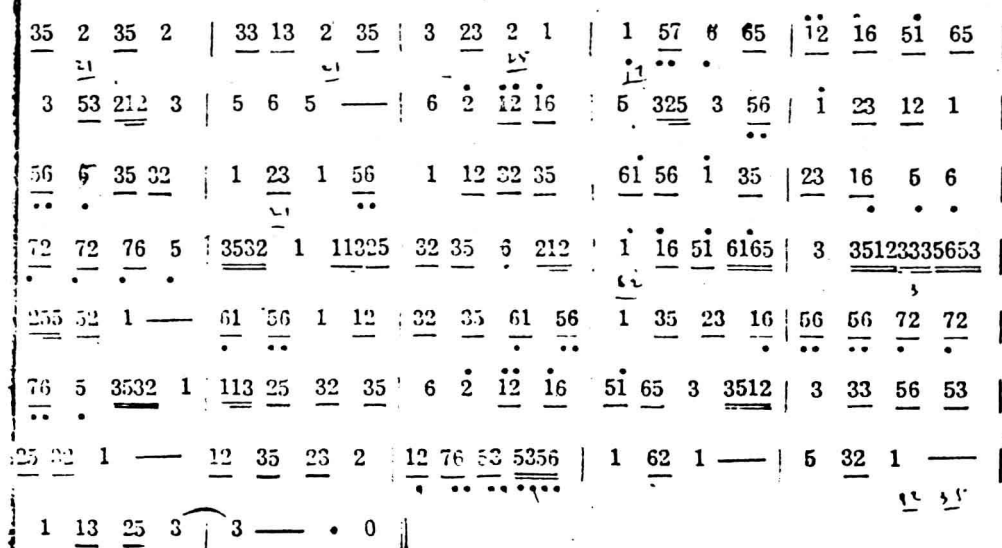 35 2 35 2 | 33 13 2 35 | 3 23 2 1 | 1 57 6 65 | 12 16 51 65
3 53 212 3 | 5 6 5 — | 6 2 12 16 | 5 325 3 56 | 1 23 12 1 |
56 5 35 32 | 1 23 1 56 1 12 32 35 | 61 56 1 35 | 23 16 5 6 |
72 72 76 5 | 3532 1 11325 32 35 6 212 | 1 16 51 6165 | 3 35123335653 |
255 52 1 — 61 56 1 12 | 32 35 61 56 1 35 23 16 | 56 56 72 72 |
76 5 3532 1 | 113 25 32 35 | 6 2 12 16 51 65 3 3512 | 3 33 56 53 |
25 32 1 — 12 35 23 2 | 12 76 53 5356 | 1 62 1 — | 5 32 1 — |
1 13 25 3 | 3 — • 0 ‖